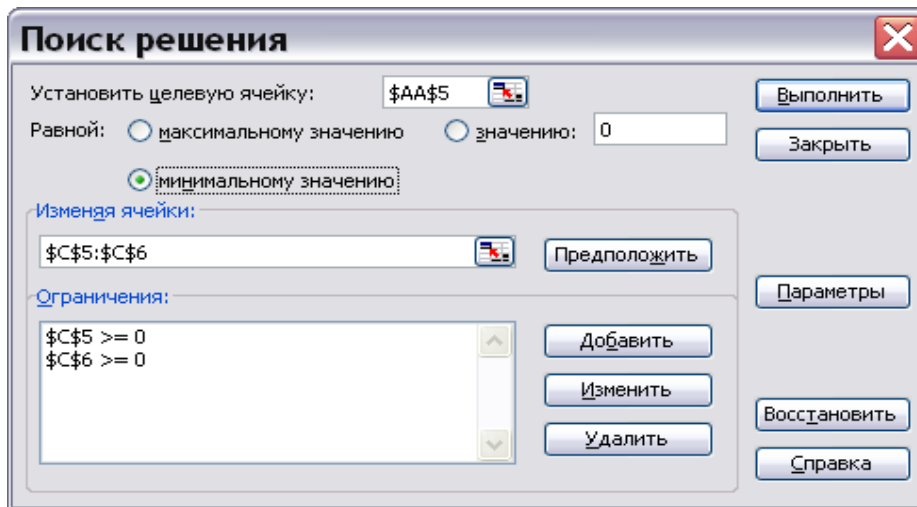 Поиск решения
Установить целевую ячейку: $AA$5
Выполнить
Равной: максимальному значению значению: 0
Закрыть
минимальному значению
Изменяя ячейки:
$C$5:$C$6 Предположить
Параметры
Ограничения:
$C$5 >= 0
$C$6 >= 0
Добавить
Изменить
Удалить
Восстановить
Справка